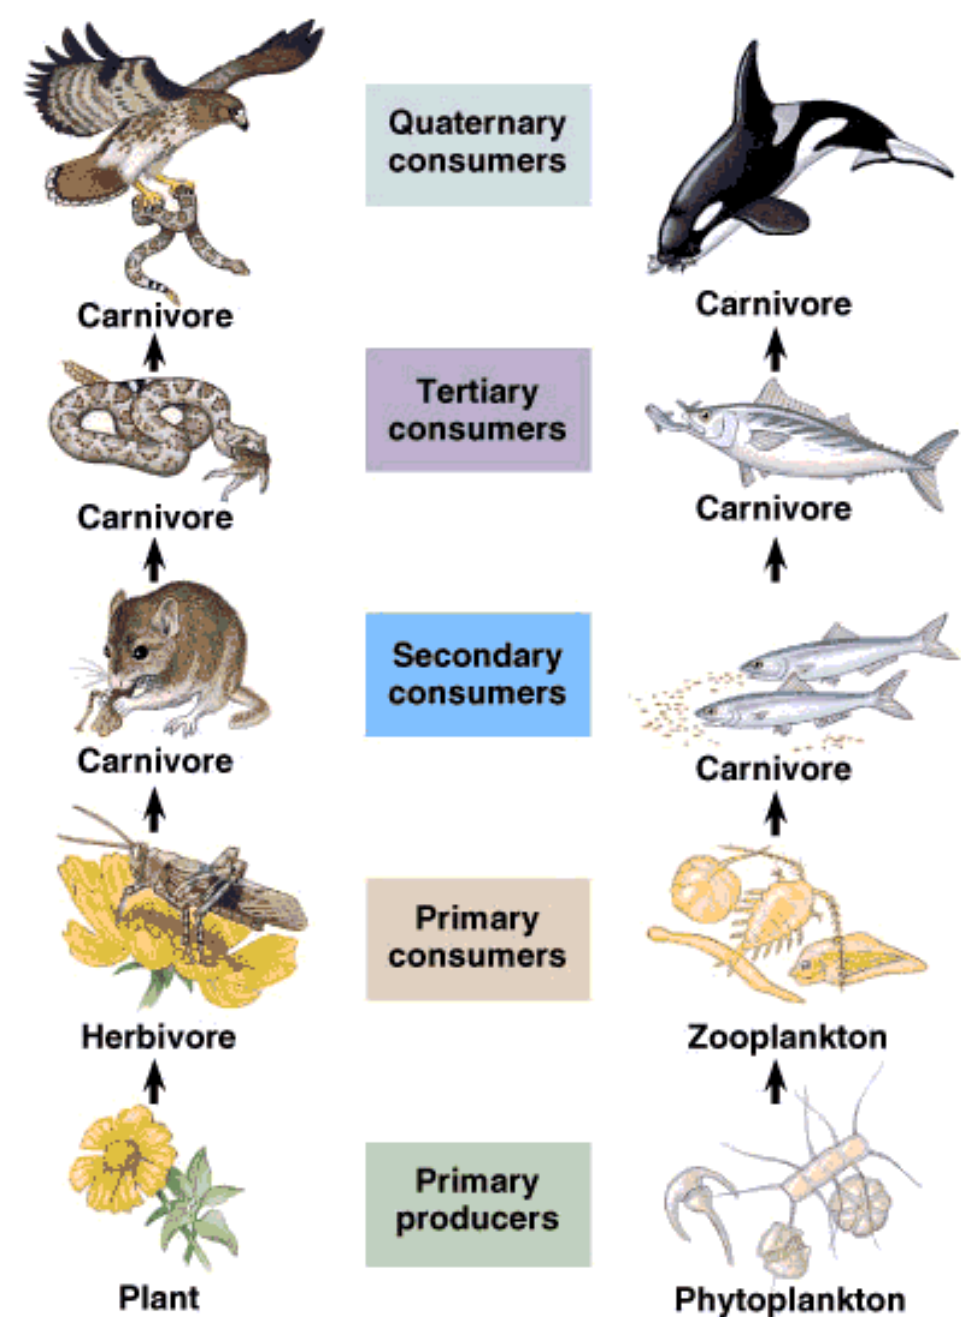 Quaternary
consumers
Carnivore
Carnivore
Tertiary
consumers
Carnivore
Carnivore
Secondary
consumers
Carnivore
Carnivore
Primary
consumers
Herbivore
Zooplankton
Primary
producers
Plant
Phytoplankton